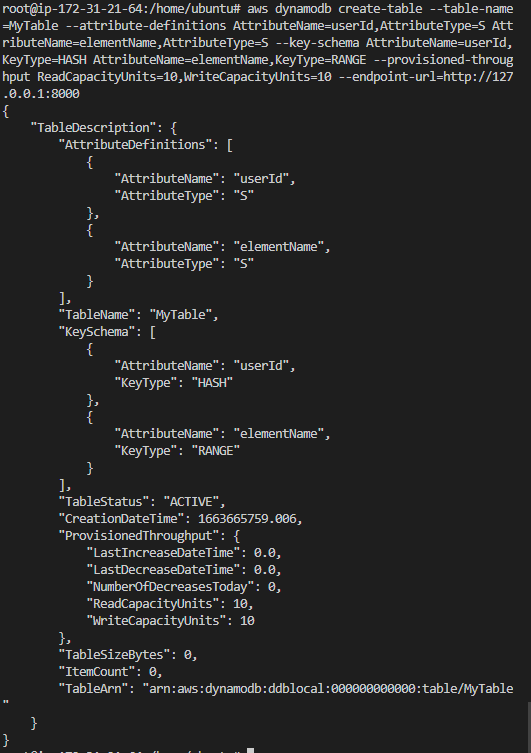 root@ip-172-31-21-64:/home/ubuntu# aws dynamodb create-table --table-name
=MyTable --attribute-definitions AttributeName=userId,AttributeType=S At
tributeName=elementName,AttributeType=S --key-schema AttributeName=userId,
KeyType=HASH AttributeName=elementName,KeyType=RANGE --provisioned-throug
hput ReadCapacityUnits=10,WriteCapacityUnits=10 --endpoint-url=http://127
.0.0.1:8000
{
    "TableDescription": {
        "AttributeDefinitions": [
            {
                "AttributeName": "userId",
                "AttributeType": "S"
            },
            {
                "AttributeName": "elementName",
                "AttributeType": "S"
            }
        ],
        "TableName": "MyTable",
        "KeySchema": [
            {
                "AttributeName": "userId",
                "KeyType": "HASH"
            },
            {
                "AttributeName": "elementName",
                "KeyType": "RANGE"
            }
        ],
        "TableStatus": "ACTIVE",
        "CreationDateTime": 1663665759.006,
        "ProvisionedThroughput": {
            "LastIncreaseDateTime": 0.0,
            "LastDecreaseDateTime": 0.0,
            "NumberOfDecreasesToday": 0,
            "ReadCapacityUnits": 10,
            "WriteCapacityUnits": 10
        },
        "TableSizeBytes": 0,
        "ItemCount": 0,
        "TableArn": "arn:aws:dynamodb:ddblocal:000000000000:table/MyTable
"
    }
}